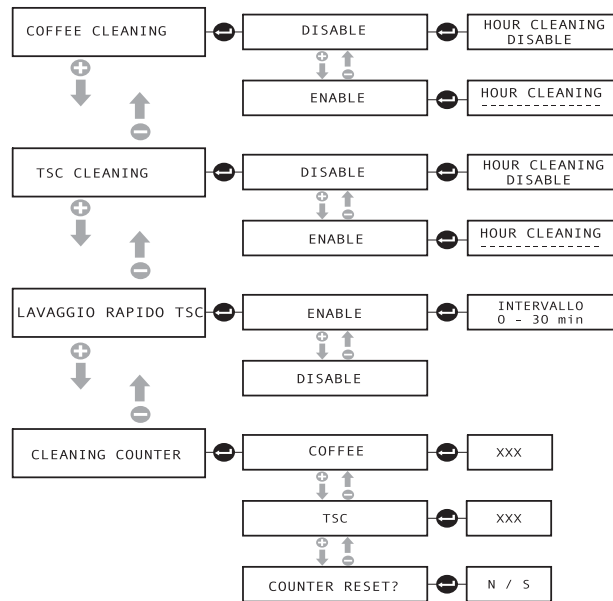 COFFEE CLEANING
DISABLE
HOUR CLEANING
DISABLE
ENABLE
HOUR CLEANING
--------------
TSC CLEANING
DISABLE
HOUR CLEANING
DISABLE
ENABLE
HOUR CLEANING
--------------
LAVAGGIO RAPIDO TSC
ENABLE
INTERVALLO
0 - 30 min
DISABLE
CLEANING COUNTER
COFFEE
XXX
TSC
XXX
COUNTER RESET?
N / S